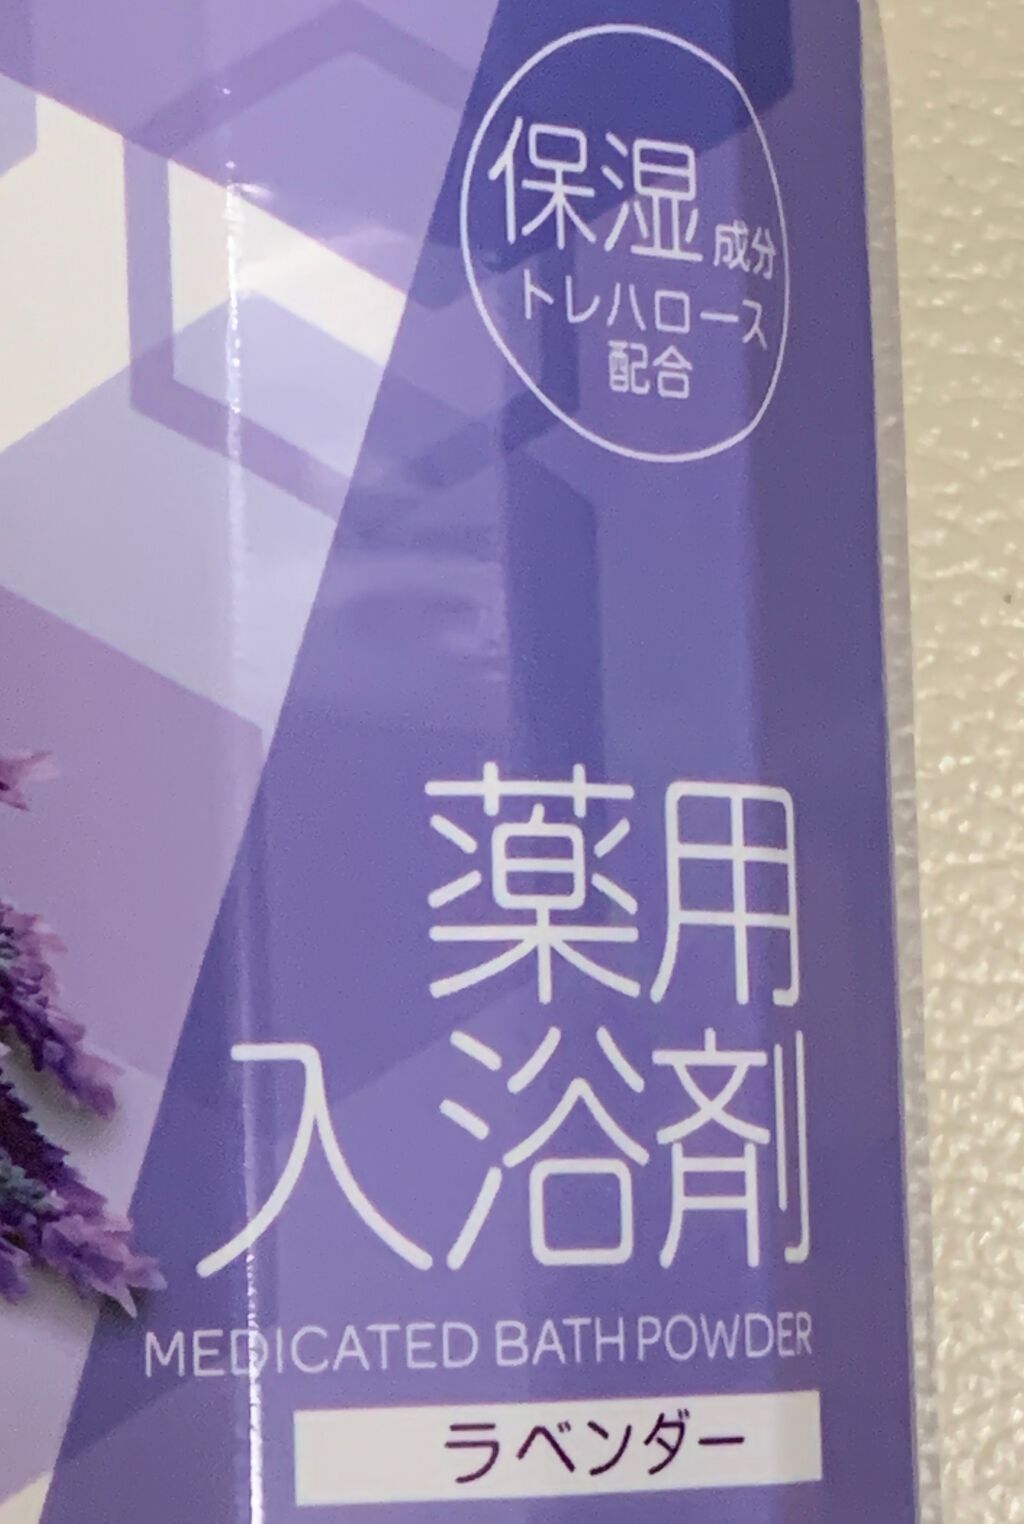 保湿成分
トレハロース
配合
薬用
入浴剤
MEDICATED BATH POWDER
ラベンダー